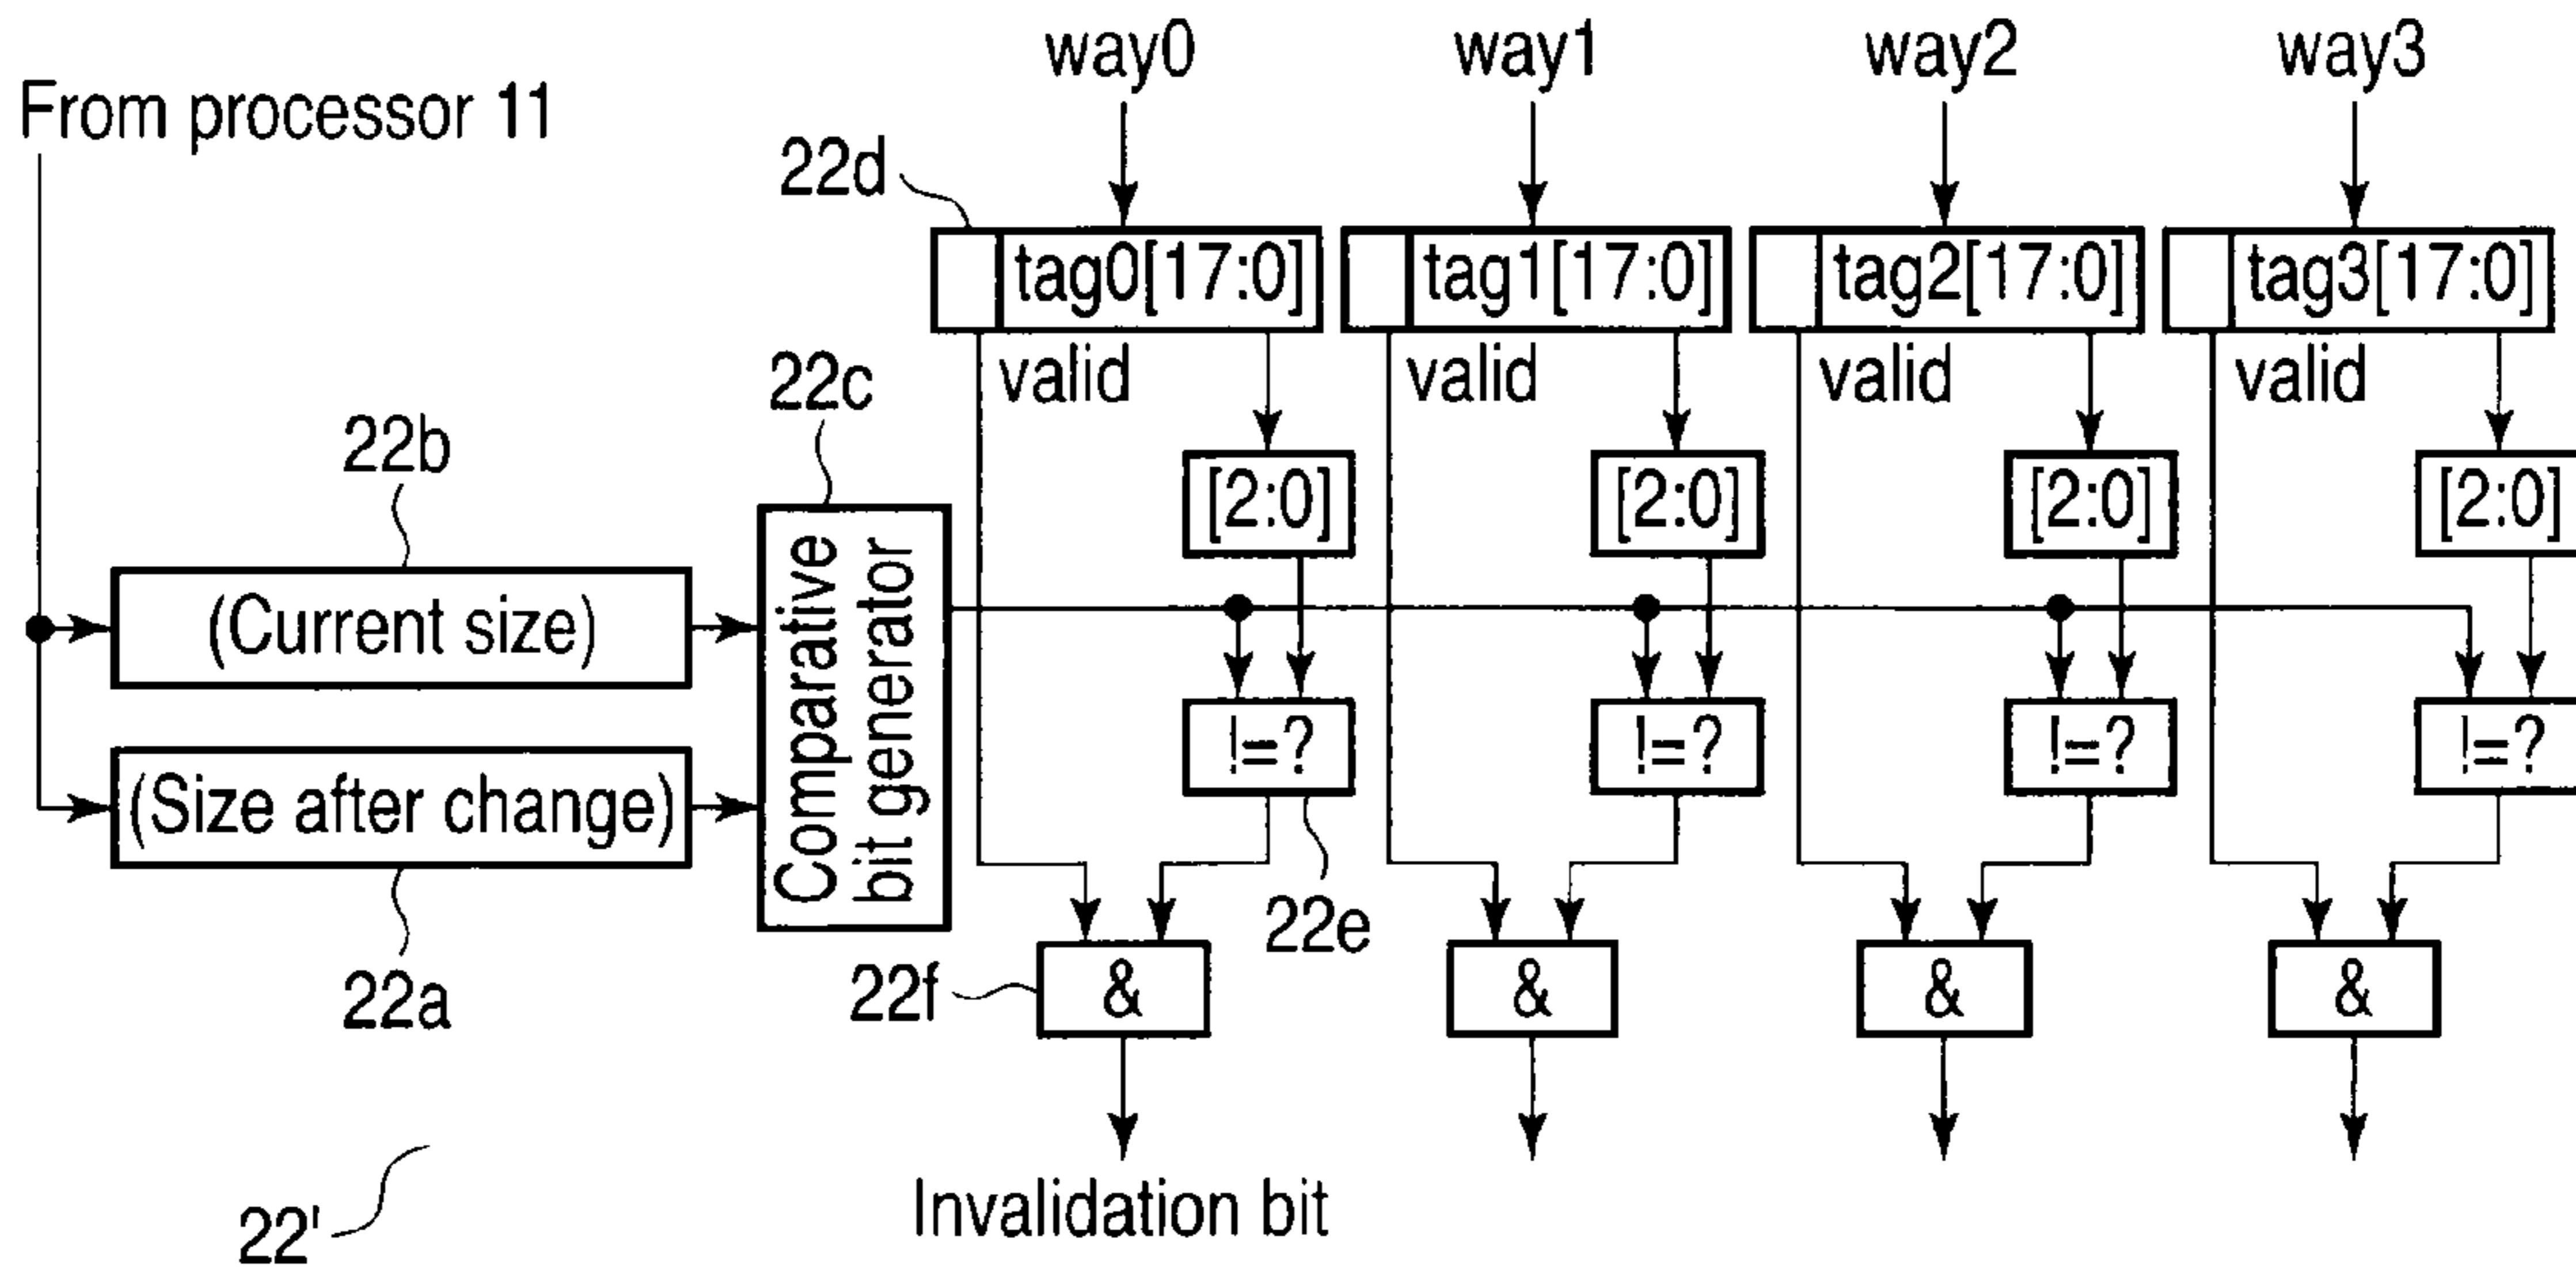 way0 way1 way2 way3
From processor 11
22d
tag0[17:0] tag1[17:0] tag2[17:0] tag3[17:0]
valid valid valid valid
22c
22b
[2:0] [2:0] [2:0] [2:0]
(Current size)
Comparative
bit generator
!=? !=? !=? !=?
(Size after change)
22e
22a
22f
& & & &
Invalidation bit
22'